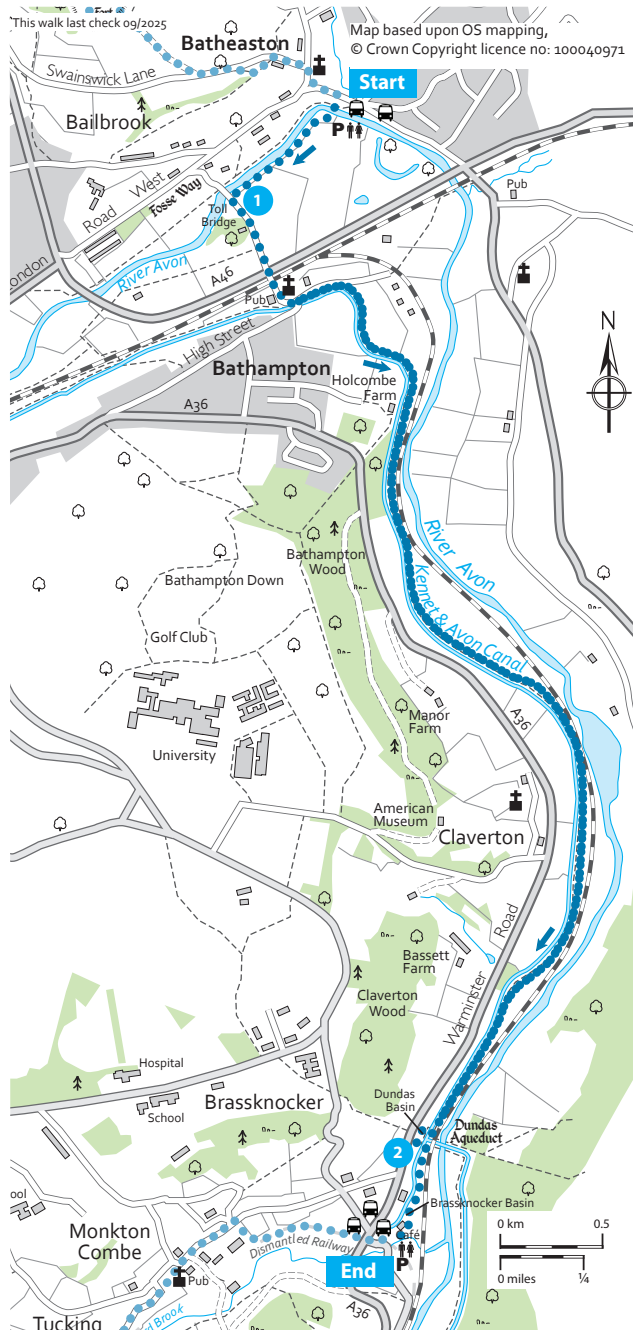 This walk last check 09/2025
Map based upon OS mapping,
© Crown Copyright licence no: 100040971
Batheaston
Swainswick Lane
Start
Bailbrook
P
Pub
1
Road West
Fosse Way
Toll
Bridge
London
River Avon
A46
Pub
High Street
N
Bathampton
Holcombe
Farm
A36
River Avon
Bathampton
Wood
Kennet & Avon Canal
Bathampton Down
Golf Club
A36
Manor
Farm
University
American
Museum
Claverton
Warminster Road
Bassett
Farm
Claverton
Wood
Hospital
School
Brassknocker
Dundas
Basin
Dundas
Aqueduct
2
Brassknocker Basin
0 km 0.5
0 miles ¼
Monkton
Combe
Dismantled Railway
Café
P
Pub
End
A36
Brook
Tucking